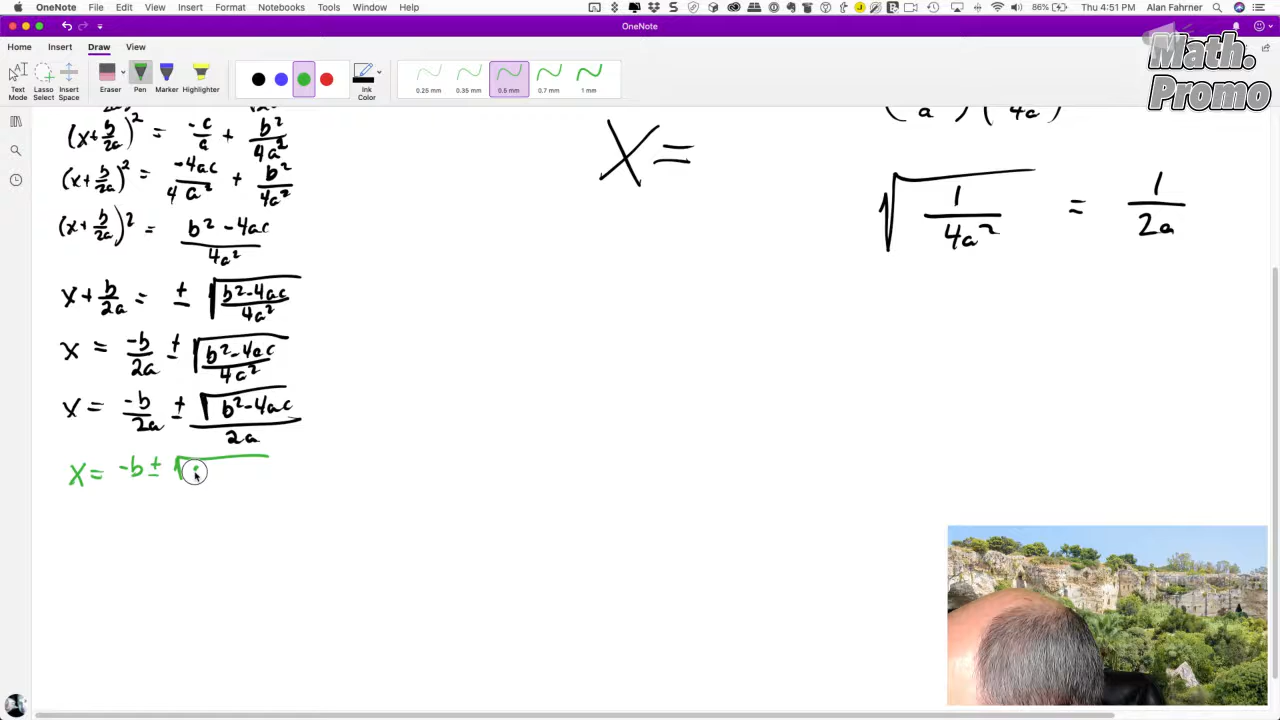 OneNote File Edit View Insert Format Notebooks Tools Window Help 86% Thu 4:51 PM Alan Fahrner
OneNote
Home Insert Draw View
Math.
Promo
Text Mode Lasso Select Insert Space Eraser Pen Marker Highlighter Ink Color 0.25 mm 0.35 mm 0.5 mm 0.7 mm 1 mm
(x+b/2a)² = -c/a + b²/4a²
(x+b/2a)² = -4ac/4a² + b²/4a²
(x+b/2a)² = b²-4ac/4a²
x+b/2a = ± √b²-4ac/4a²
x = -b/2a ± √b²-4ac/4a²
x = -b/2a ± √b²-4ac/2a
x = -b ± √
X=
( a ) ( 4a )
√1/4a² = 1/2a